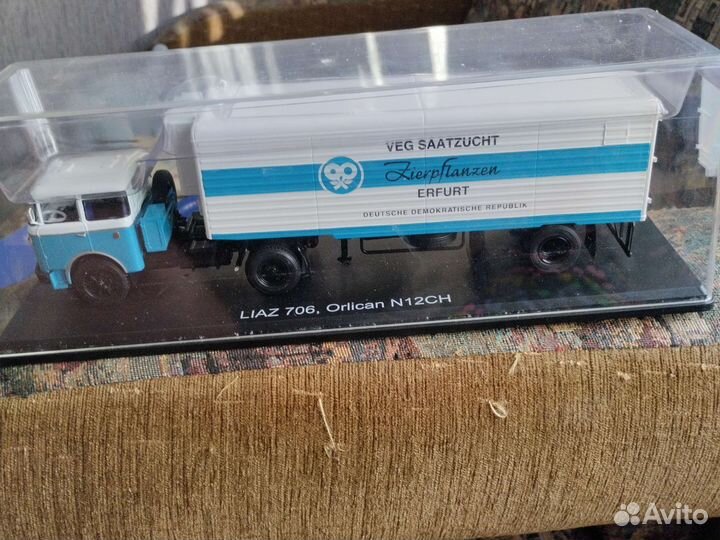 VEG SAATZUCHT
Zierpflanzen
ERFURT
DEUTSCHE DEMOKRATISCHE REPUBLIK
LIAZ 706, Orlican N12CH
Avito